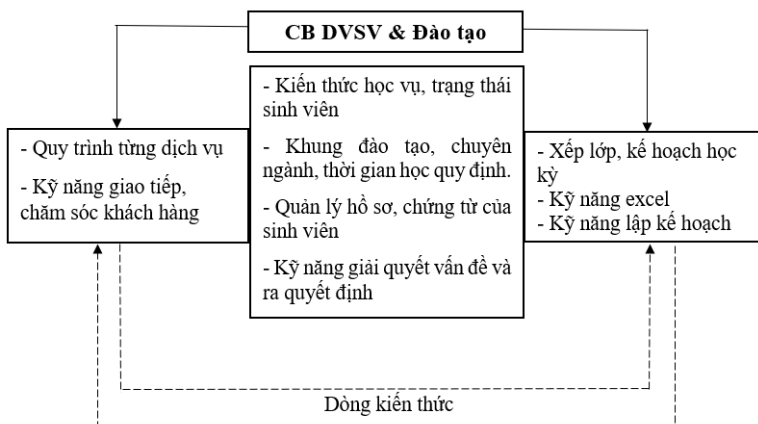 CB DVSV & Đào tạo
- Quy trình từng dịch vụ
- Kỹ năng giao tiếp,
chăm sóc khách hàng
- Kiến thức học vụ, trạng thái
sinh viên
- Khung đào tạo, chuyên
ngành, thời gian học quy định.
- Quản lý hồ sơ, chứng từ của
sinh viên
- Kỹ năng giải quyết vấn đề và
ra quyết định
- Xếp lớp, kế hoạch học
kỳ
- Kỹ năng excel
- Kỹ năng lập kế hoạch
Dòng kiến thức